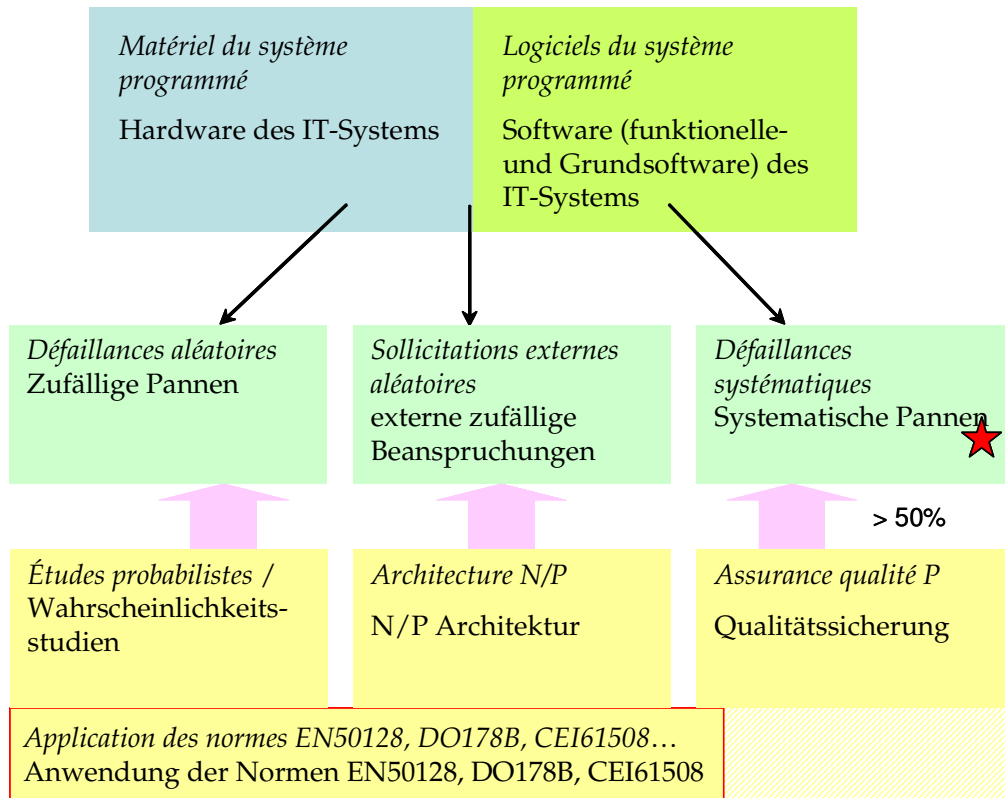 Matériel du système
programmé
Hardware des IT-Systems
Logiciels du système
programmé
Software (funktionelle-
und Grundsoftware) des
IT-Systems
Défaillances aléatoires
Zufällige Pannen
Sollicitations externes
aléatoires
externe zufällige
Beanspruchungen
Défaillances
systématiques
Systematische Pannen
> 50%
Études probabilistes /
Wahrscheinlichkeits-
studien
Architecture N/P
N/P Architektur
Assurance qualité P
Qualitätssicherung
Application des normes EN50128, DO178B, CEI61508…
Anwendung der Normen EN50128, DO178B, CEI61508